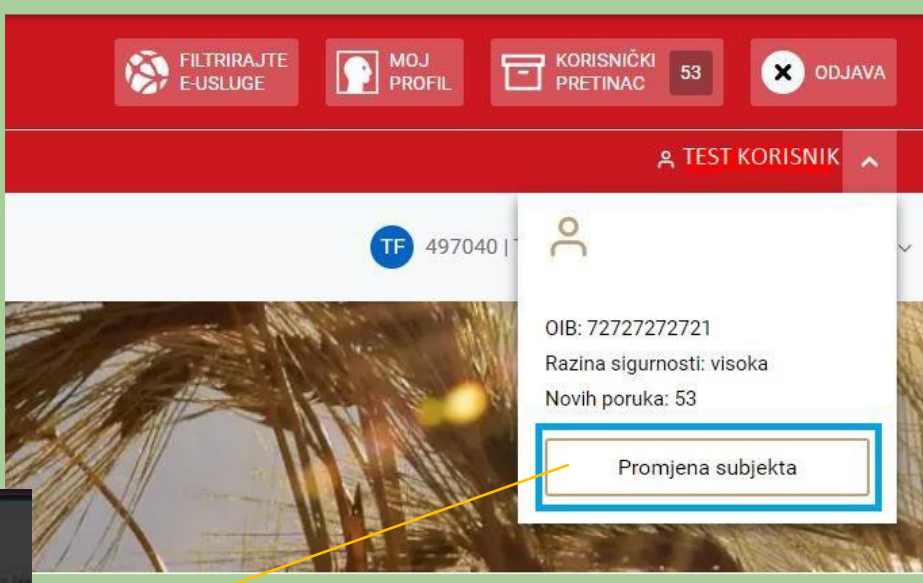 FILTRIRAJTE
E-USLUGE
MOJ
PROFIL
KORISNIČKI
PRETINAC
53
ODJAVA
TEST KORISNIK
TF 497040 |
OIB: 72727272721
Razina sigurnosti: visoka
Novih poruka: 53
Promjena subjekta